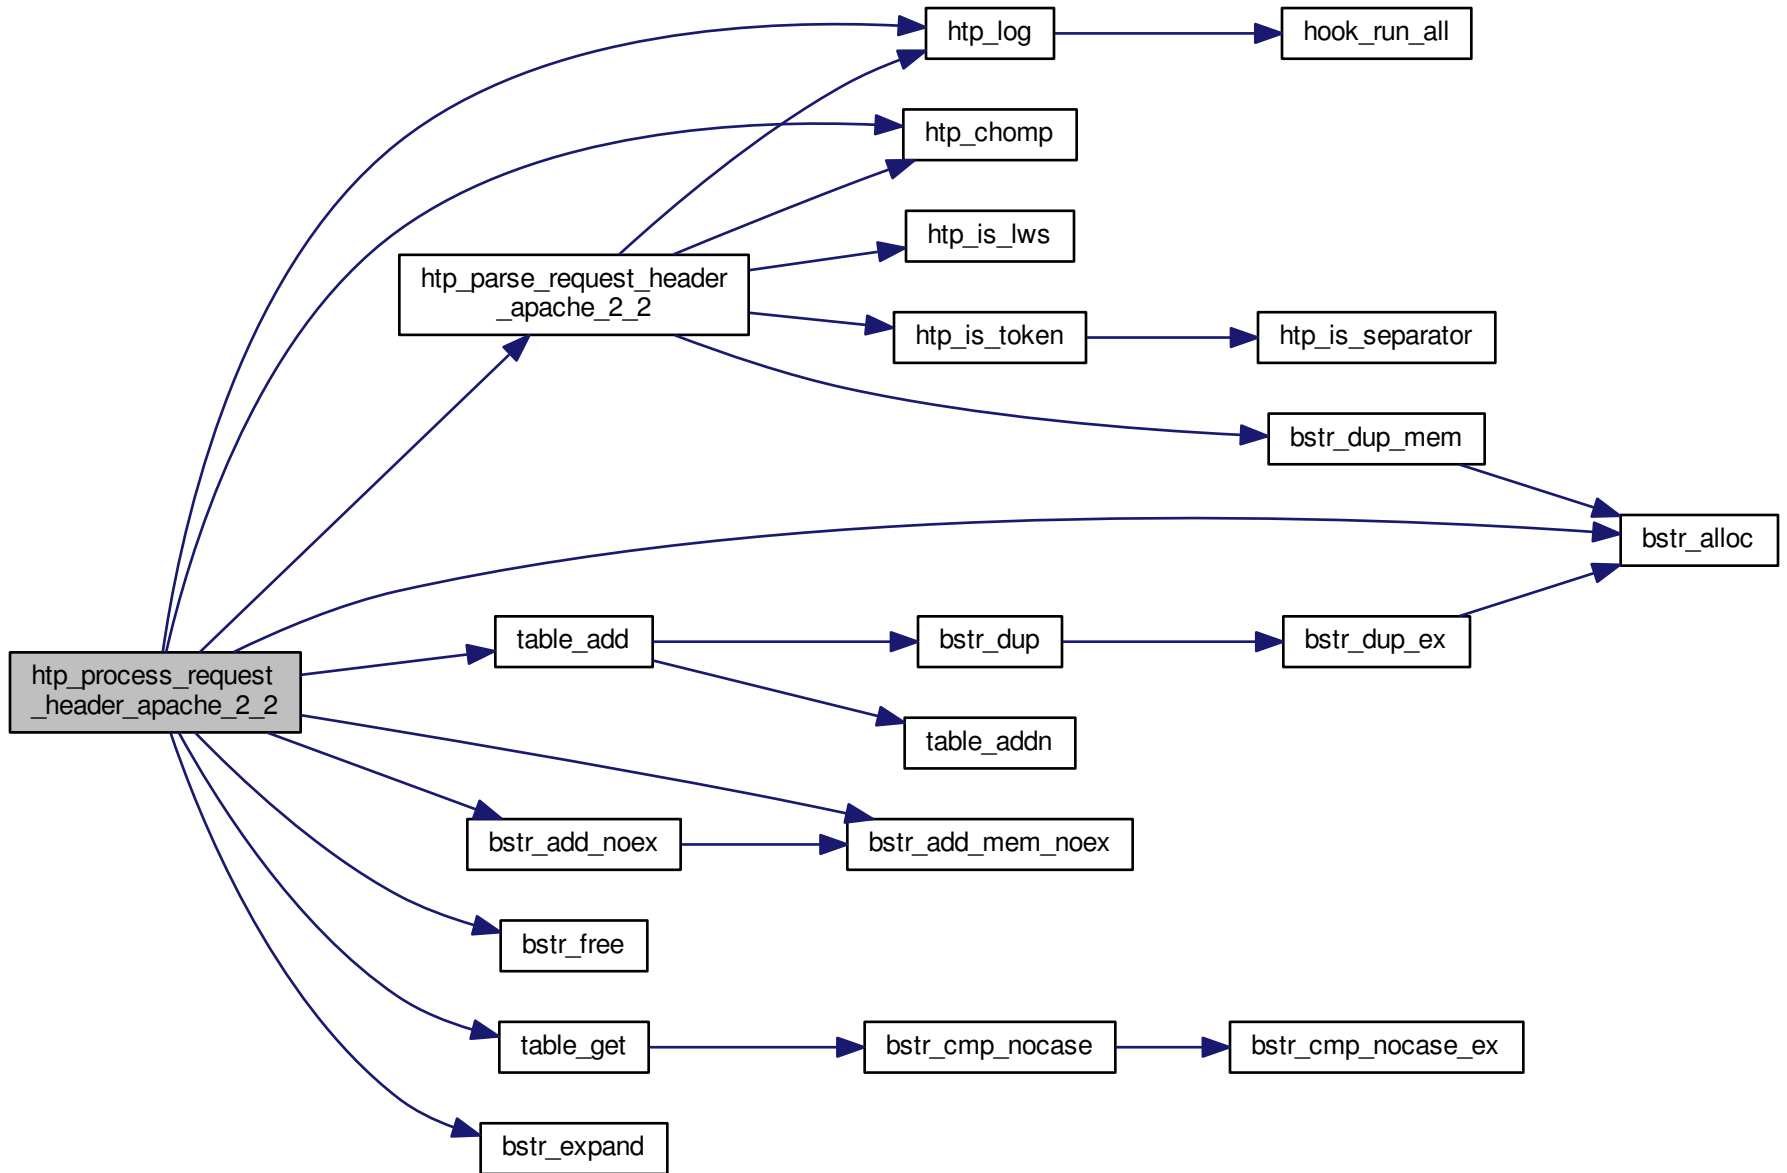 htp_log
hook_run_all
htp_chomp
htp_is_lws
htp_parse_request_header
_apache_2_2
htp_is_token
htp_is_separator
bstr_dup_mem
bstr_alloc
table_add
bstr_dup
bstr_dup_ex
htp_process_request
_header_apache_2_2
table_addn
bstr_add_noex
bstr_add_mem_noex
bstr_free
table_get
bstr_cmp_nocase
bstr_cmp_nocase_ex
bstr_expand